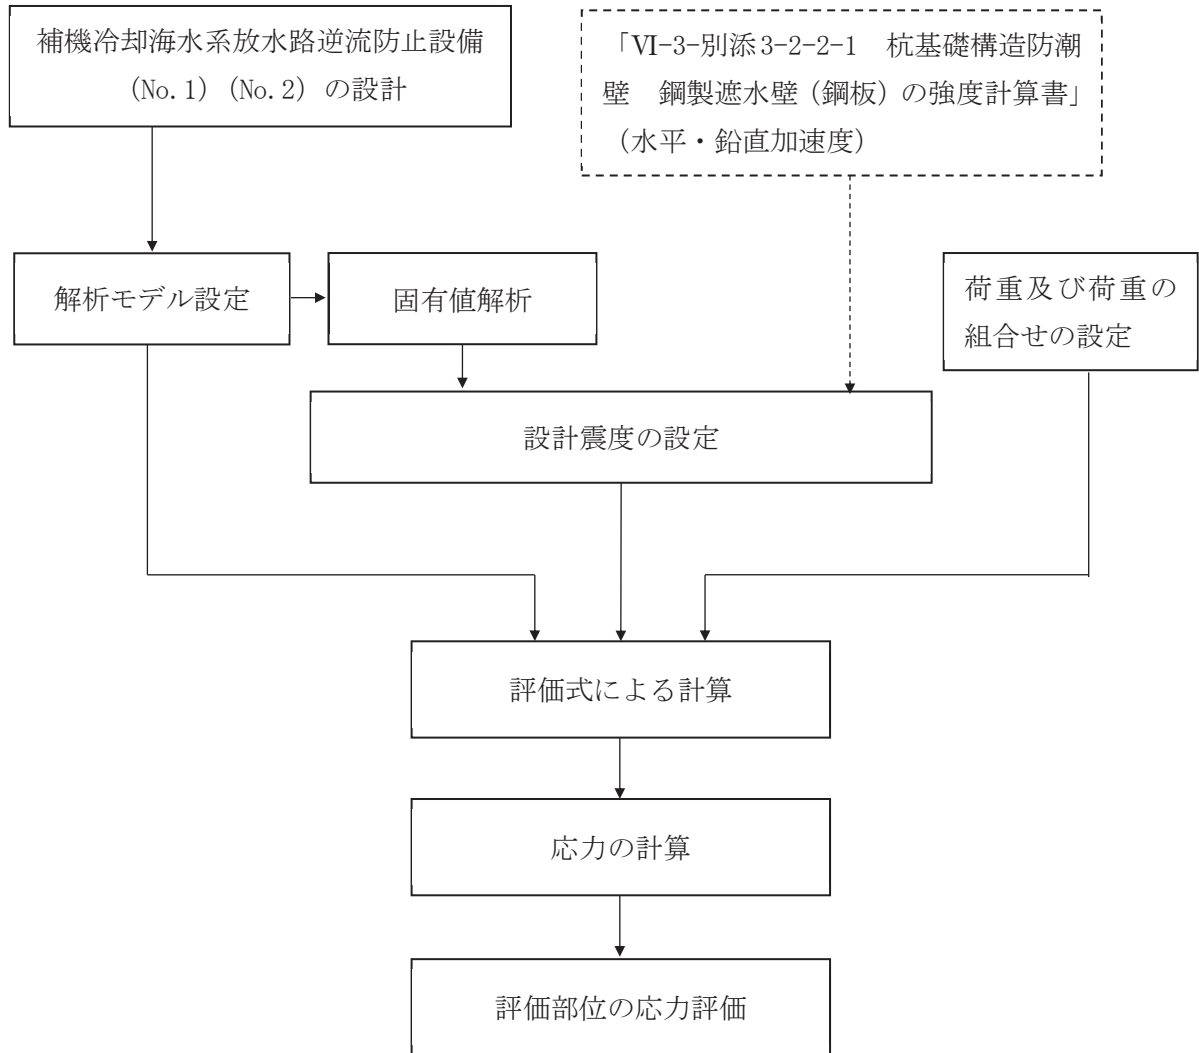 補機冷却海水系放水路逆流防止設備
(No.1) (No.2) の設計
「Ⅵ-3-別添3-2-2-1　杭基礎構造防潮
壁　鋼製遮水壁（鋼板）の強度計算書」
（水平・鉛直加速度）
解析モデル設定
固有値解析
荷重及び荷重の
組合せの設定
設計震度の設定
評価式による計算
応力の計算
評価部位の応力評価